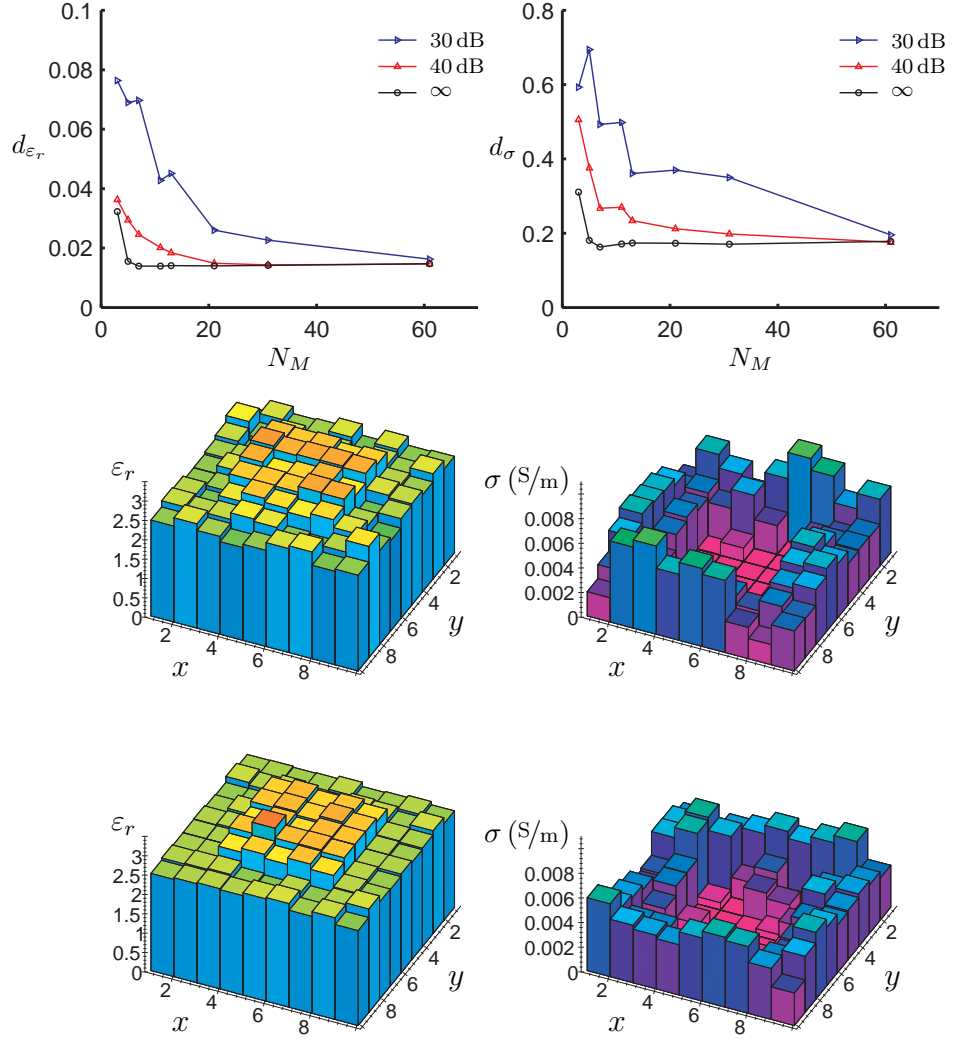 0.1
0.08
0.06
0.04
0.02
0
d_{ε_r}
30 dB
40 dB
∞
0 20 40 60
N_M
0.8
0.6
0.4
0.2
0
d_σ
30 dB
40 dB
∞
0 20 40 60
N_M
ε_r
3
2.5
2
1.5
1
0.5
0
2 4 6 8
x
2 4 6 8
y
σ (S/m)
0.008
0.006
0.004
0.002
0
2 4 6 8
x
2 4 6 8
y
ε_r
3
2.5
2
1.5
1
0.5
0
2 4 6 8
x
2 4 6 8
y
σ (S/m)
0.008
0.006
0.004
0.002
0
2 4 6 8
x
2 4 6 8
y